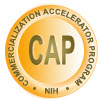 COMMERCIALIZATION ACCELERATOR PROGRAM
CAP
• NIH •